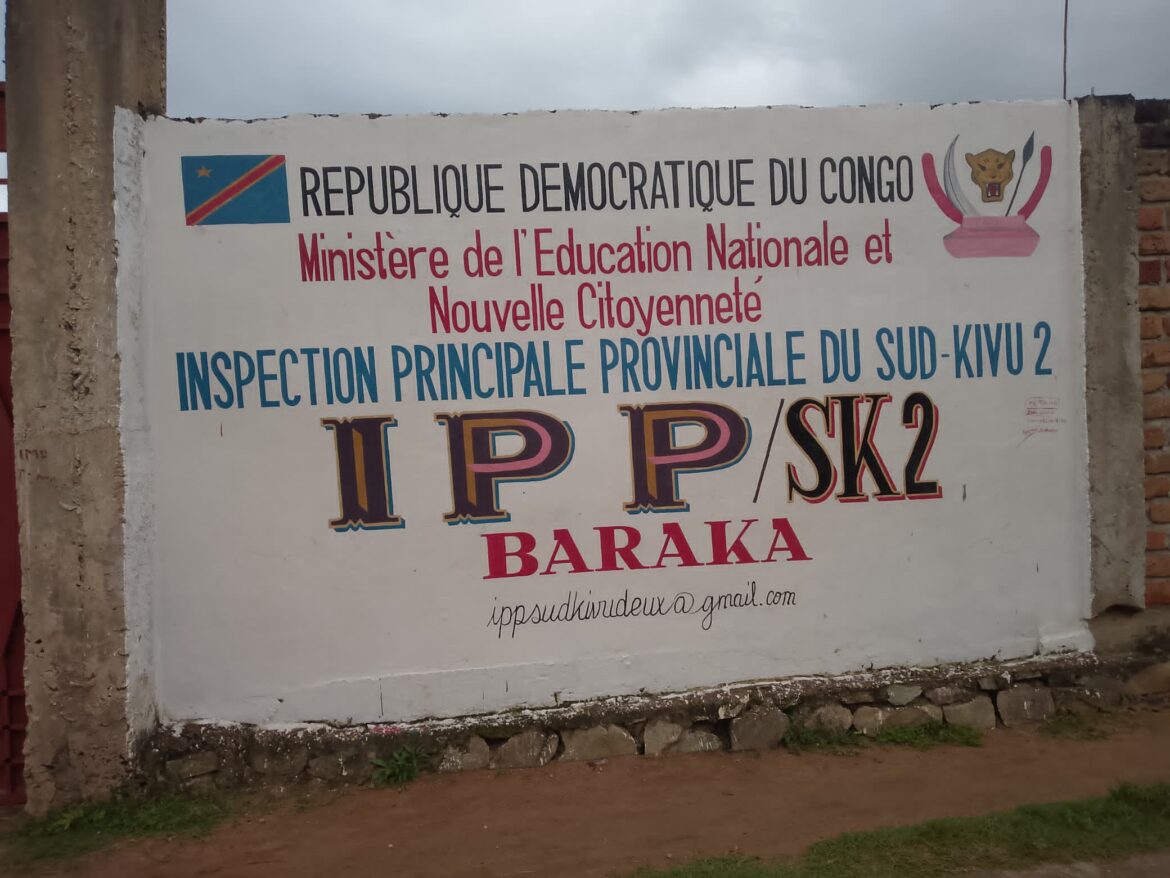 REPUBLIQUE DEMOCRATIQUE DU CONGO
Ministère de l'Education Nationale et
Nouvelle Citoyenneté
INSPECTION PRINCIPALE PROVINCIALE DU SUD-KIVU 2
IPP/SK2
BARAKA
ippsudkivudeux@gmail.com